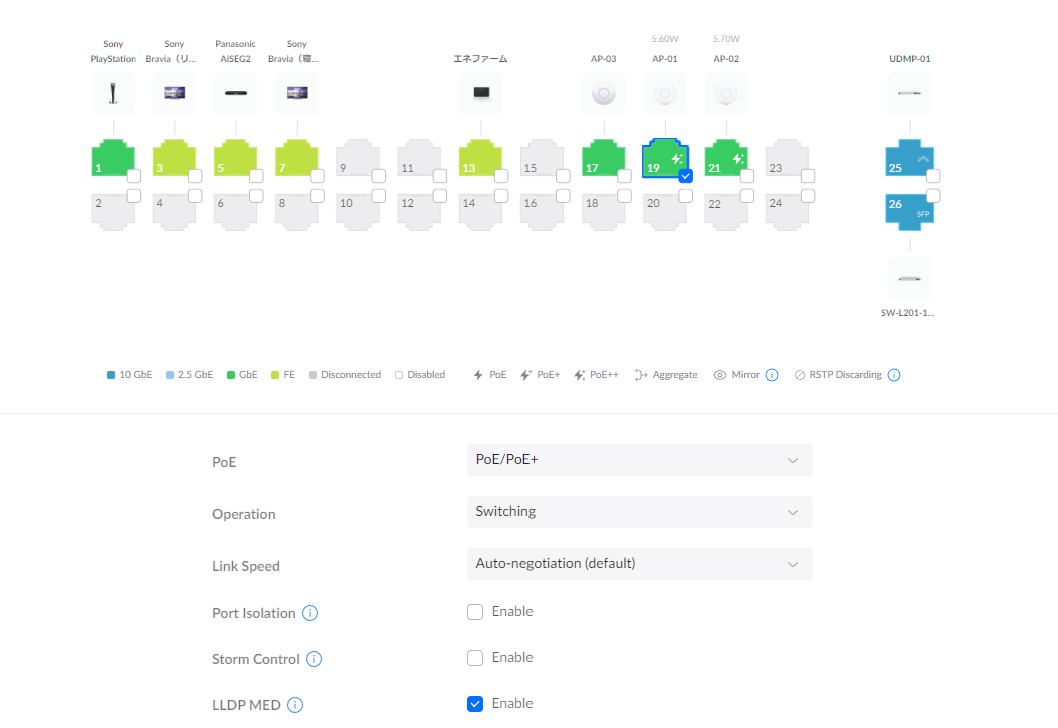 5.60W 5.70W
Sony Sony Panasonic Sony
PlayStation Bravia（リ... AiSEG2 Bravia（寝... エネファーム AP-03 AP-01 AP-02 UDMP-01
1 3 5 7 9 11 13 15 17 19 21 23 25
2 4 6 8 10 12 14 16 18 20 22 24 26
SFP
SW-L201-1...
10 GbE 2.5 GbE GbE FE Disconnected Disabled PoE PoE+ PoE++ Aggregate Mirror RSTP Discarding
PoE PoE/PoE+
Operation Switching
Link Speed Auto-negotiation (default)
Port Isolation Enable
Storm Control Enable
LLDP MED Enable